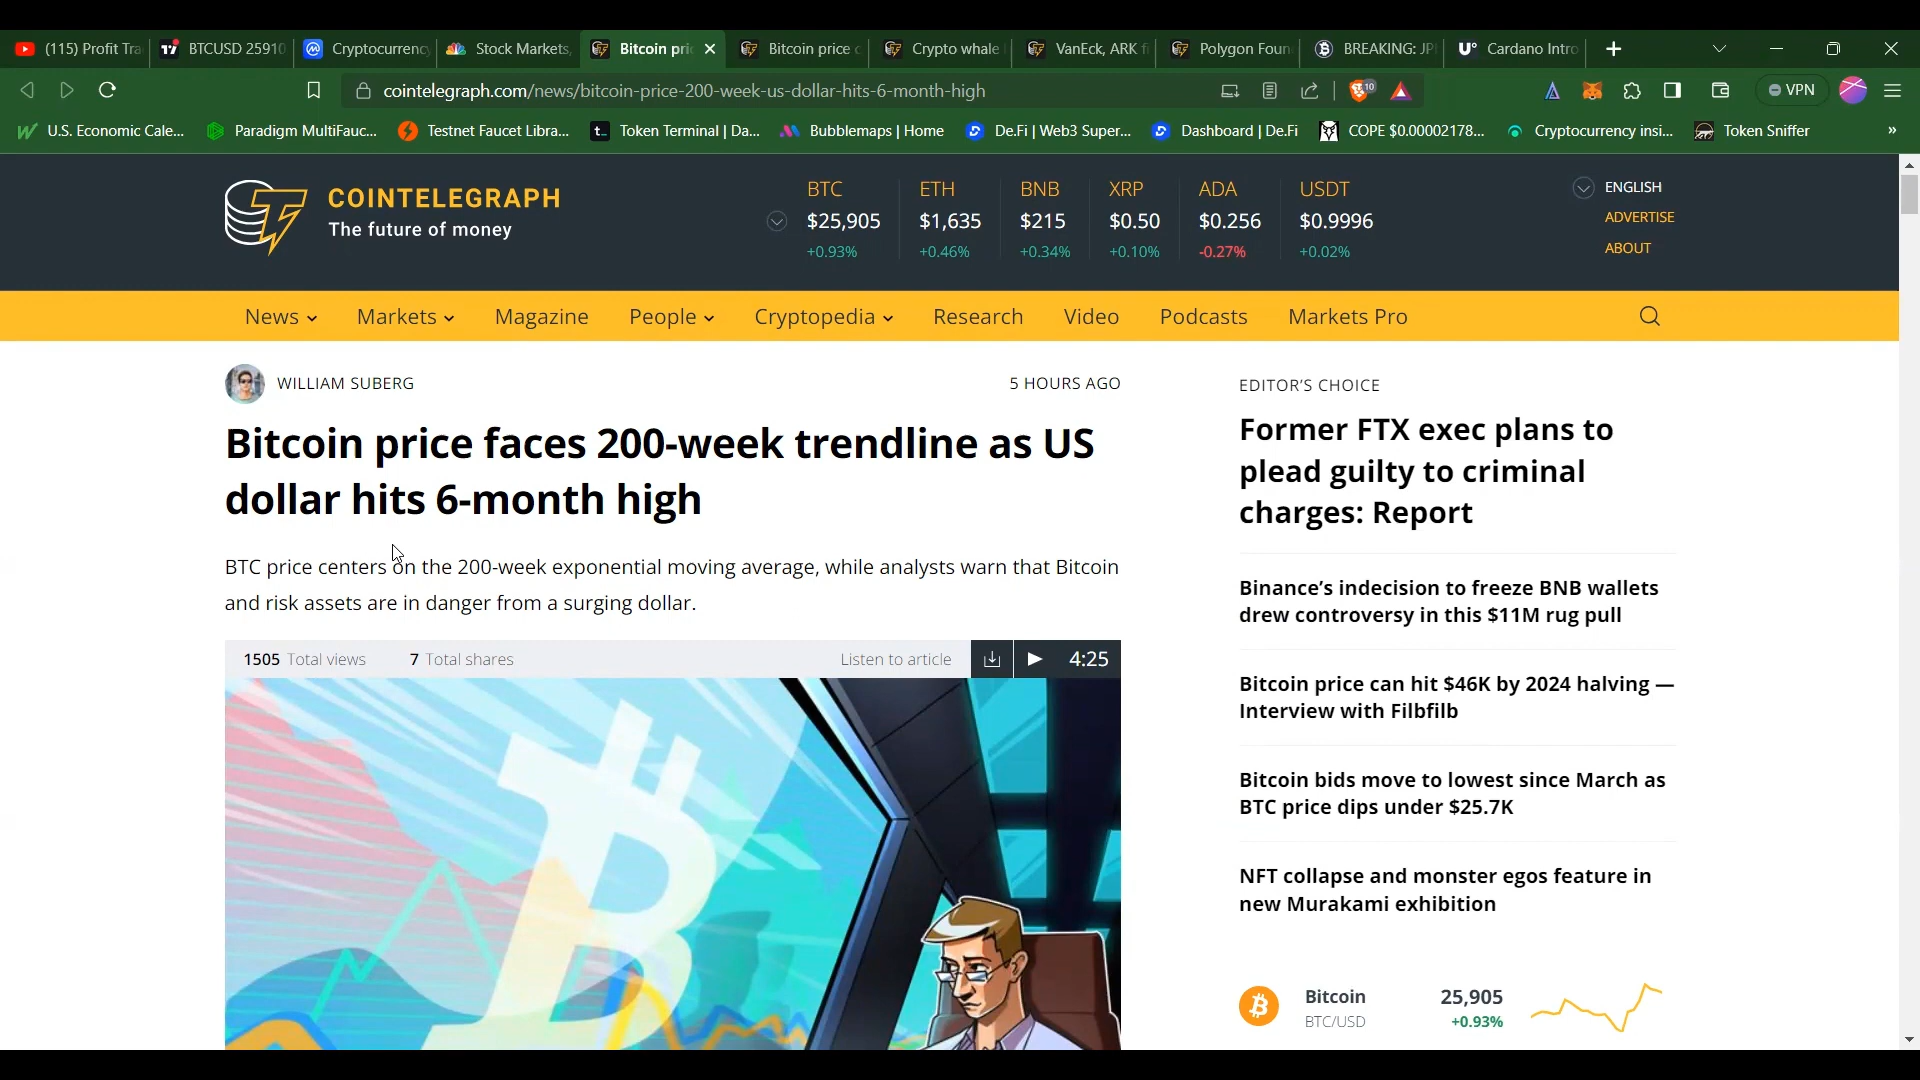 (115) Profit Tra
BTCUSD 25910
Cryptocurrency
Stock Markets,
Bitcoin pric
Bitcoin price c
Crypto whale
VanEck, ARK f
Polygon Foun
BREAKING: JP
Cardano Intro
cointelegraph.com/news/bitcoin-price-200-week-us-dollar-hits-6-month-high
10
VPN
U.S. Economic Cale...
Paradigm MultiFauc...
Testnet Faucet Libra...
Token Terminal | Da...
Bubblemaps | Home
De.Fi | Web3 Super...
Dashboard | De.Fi
COPE $0.00002178...
Cryptocurrency insi...
Token Sniffer
COINTELEGRAPH
The future of money
BTC
$25,905
+0.93%
ETH
$1,635
+0.46%
BNB
$215
+0.34%
XRP
$0.50
+0.10%
ADA
$0.256
-0.27%
USDT
$0.9996
+0.02%
ENGLISH
ADVERTISE
ABOUT
News
Markets
Magazine
People
Cryptopedia
Research
Video
Podcasts
Markets Pro
WILLIAM SUBERG
5 HOURS AGO
Bitcoin price faces 200-week trendline as US
dollar hits 6-month high
BTC price centers on the 200-week exponential moving average, while analysts warn that Bitcoin
and risk assets are in danger from a surging dollar.
1505 Total views
7 Total shares
Listen to article
4:25
EDITOR'S CHOICE
Former FTX exec plans to
plead guilty to criminal
charges: Report
Binance's indecision to freeze BNB wallets
drew controversy in this $11M rug pull
Bitcoin price can hit $46K by 2024 halving —
Interview with Filbfilb
Bitcoin bids move to lowest since March as
BTC price dips under $25.7K
NFT collapse and monster egos feature in
new Murakami exhibition
Bitcoin
25,905
BTC/USD
+0.93%